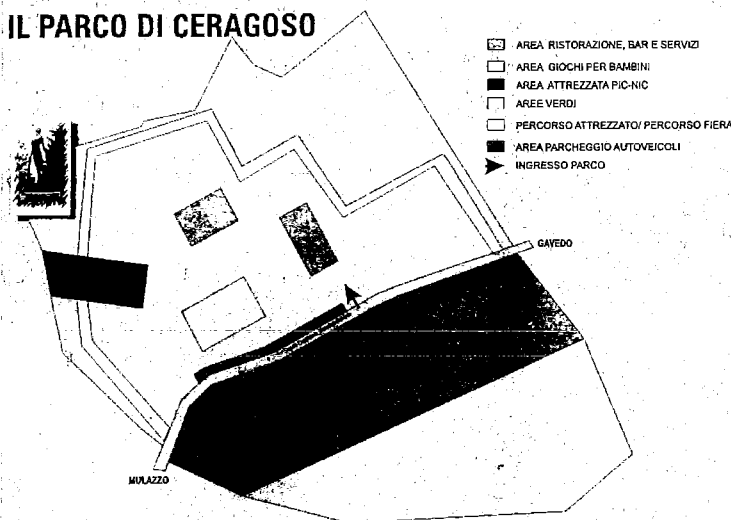 IL PARCO DI CERAGOSO
AREA RISTORAZIONE, BAR E SERVIZI
AREA GIOCHI PER BAMBINI
AREA ATTREZZATA PIC-NIC
AREE VERDI
PERCORSO ATTREZZATO/ PERCORSO FIERA
AREA PARCHEGGIO AUTOVEICOLI
INGRESSO PARCO
GAVEDO
MULAZZO